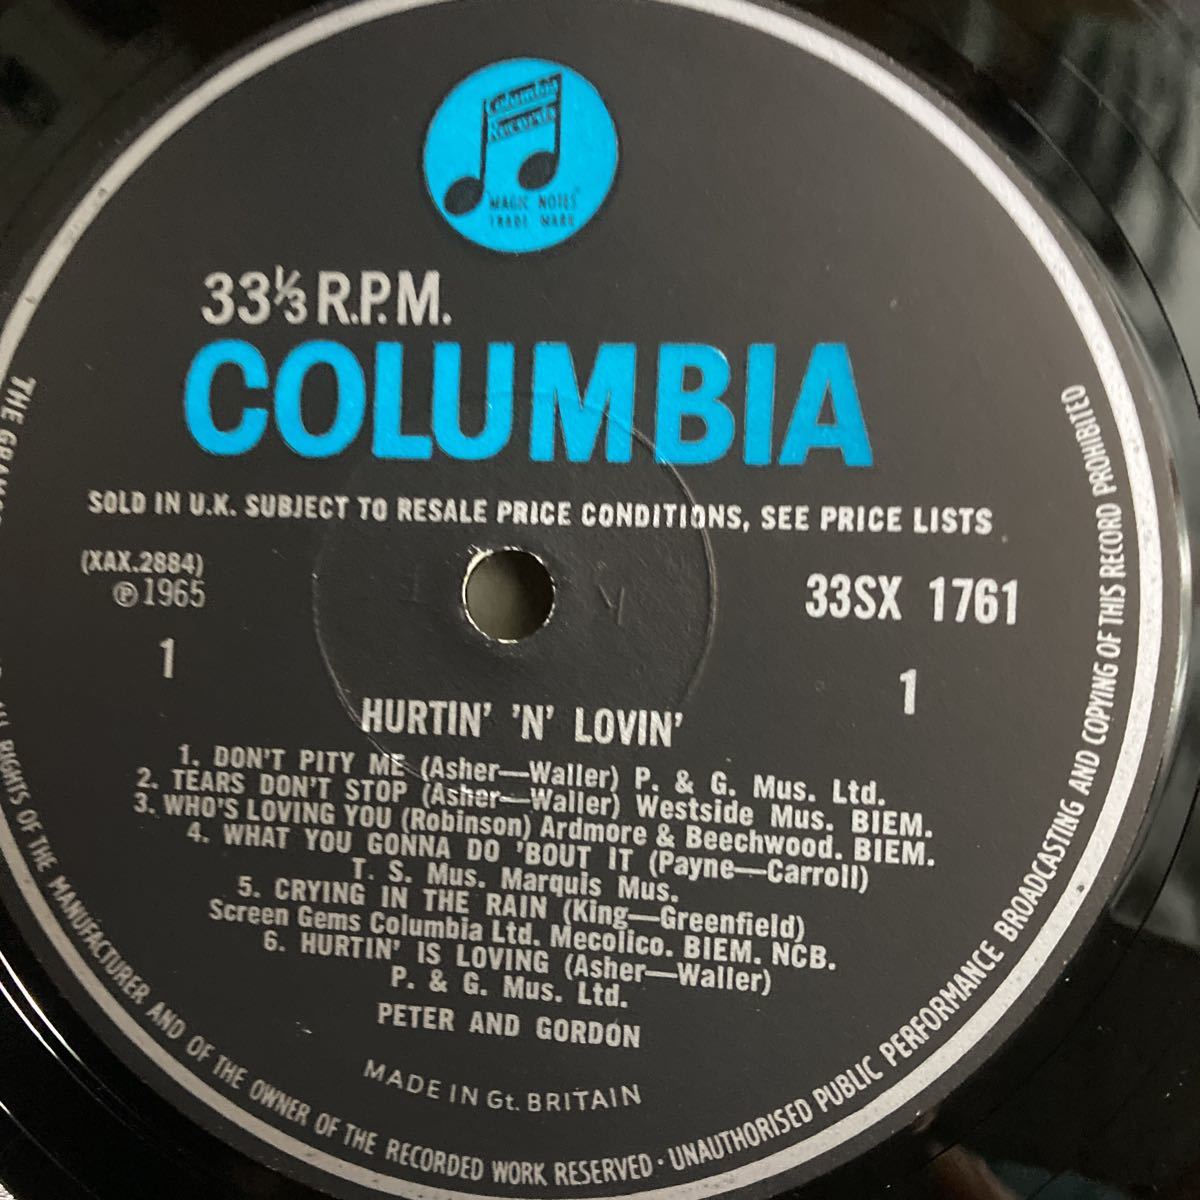 Columbia
Records
MAGIC NOTES
TRADE MARK
33⅓ R.P.M.
COLUMBIA
SOLD IN U.K. SUBJECT TO RESALE PRICE CONDITIONS, SEE PRICE LISTS
(XAX.2884)
℗ 1965
33SX 1761
1
1
HURTIN' 'N' LOVIN'
1. DON'T PITY ME (Asher—Waller) P. & G. Mus. Ltd.
2. TEARS DON'T STOP (Asher—Waller) Westside Mus. BIEM.
3. WHO'S LOVING YOU (Robinson) Ardmore & Beechwood. BIEM.
4. WHAT YOU GONNA DO 'BOUT IT (Payne—Carroll)
T. S. Mus. Marquis Mus.
5. CRYING IN THE RAIN (King—Greenfield)
Screen Gems Columbia Ltd. Mecolico. BIEM. NCB.
6. HURTIN' IS LOVING (Asher—Waller)
P. & G. Mus. Ltd.
PETER AND GORDON
MADE IN Gt. BRITAIN
THE ALL RIGHTS OF THE MANUFACTURER AND OF THE OWNER OF THE RECORDED WORK RESERVED · UNAUTHORISED PUBLIC PERFORMANCE BROADCASTING AND COPYING OF THIS RECORD PROHIBITED